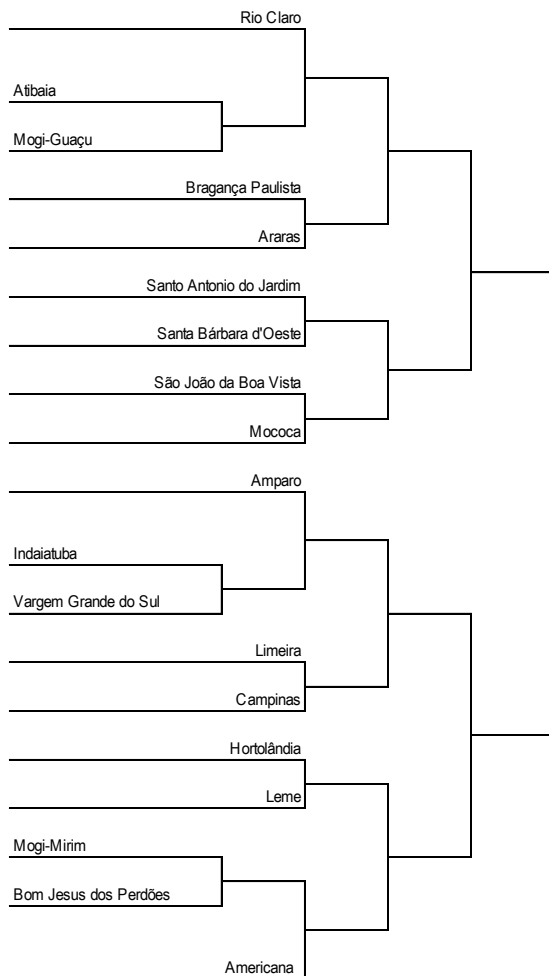 Rio Claro
Atibaia
Mogi-Guaçu
Bragança Paulista
Araras
Santo Antonio do Jardim
Santa Bárbara d'Oeste
São João da Boa Vista
Mococa
Amparo
Indaiatuba
Vargem Grande do Sul
Limeira
Campinas
Hortolândia
Leme
Mogi-Mirim
Bom Jesus dos Perdões
Americana